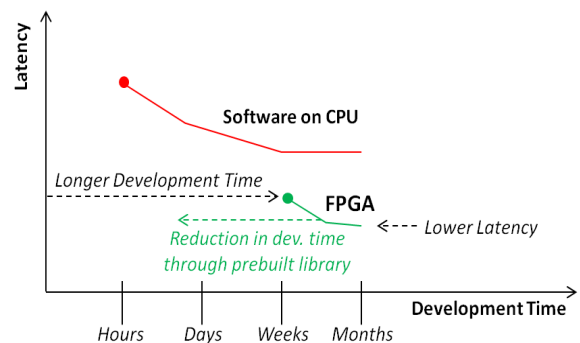 Latency
Software on CPU
Longer Development Time
FPGA
Lower Latency
Reduction in dev. time
through prebuilt library
Development Time
Hours
Days
Weeks
Months